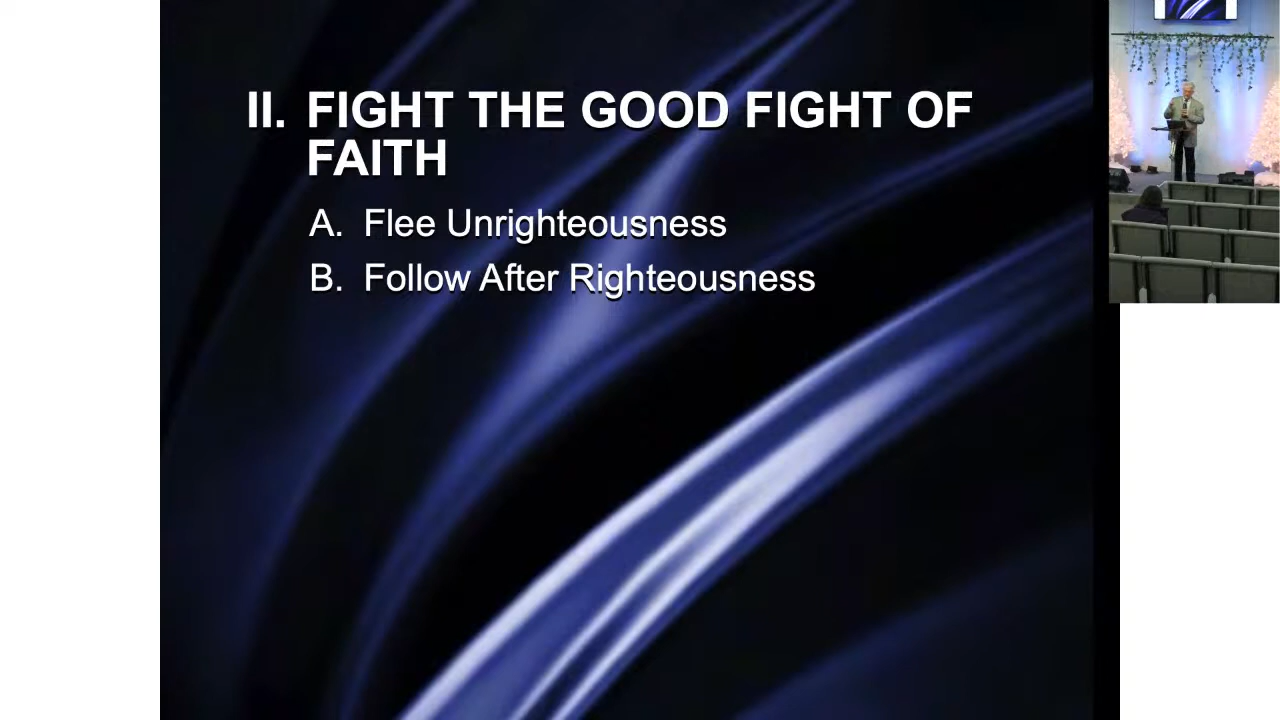 II. FIGHT THE GOOD FIGHT OF
FAITH
A. Flee Unrighteousness
B. Follow After Righteousness